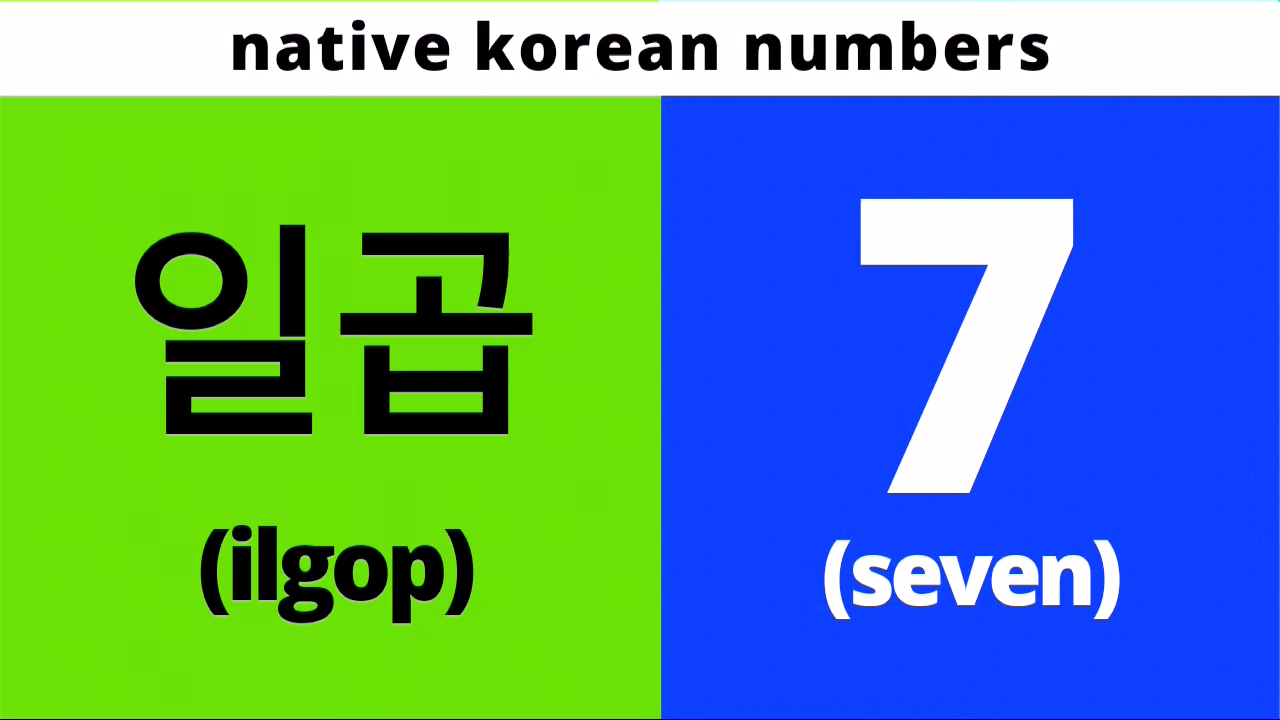 native korean numbers
일곱
(ilgop)
7
(seven)